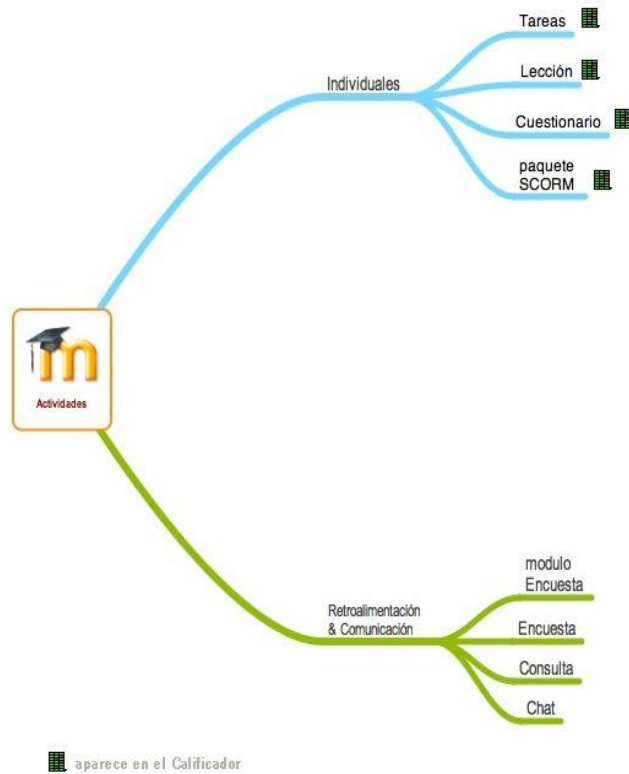 Tareas
Individuales
Lección
Cuestionario
paquete
SCORM
m
Actividades
modulo
Encuesta
Retroalimentación
& Comunicación
Encuesta
Consulta
Chat
aparece en el Calificador